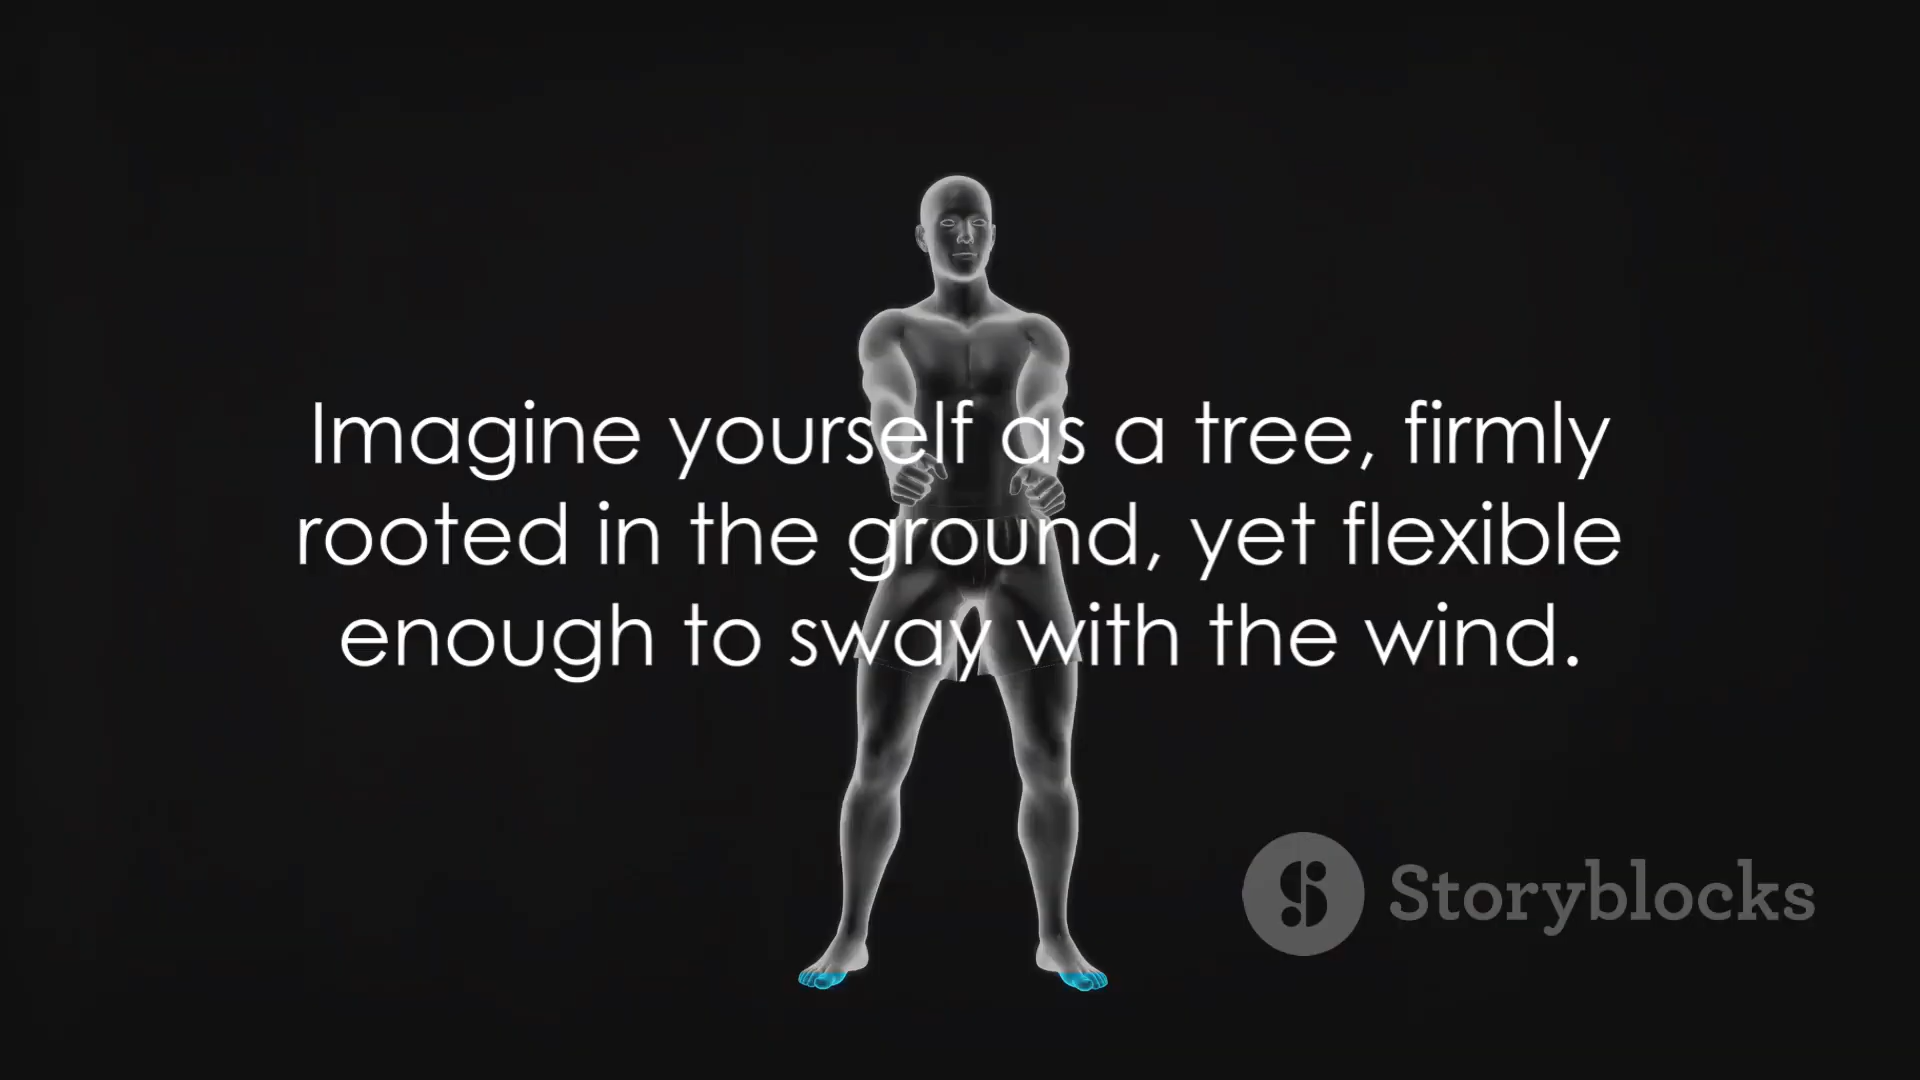 Imagine yourself as a tree, firmly
rooted in the ground, yet flexible
enough to sway with the wind.
Storyblocks